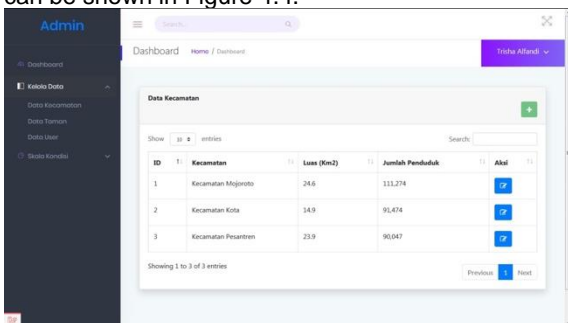 can be shown in Figure 4.4.
Admin
Search...
Dashboard Home / Dashboard
Trisha Alfandi
Dashboard
Kelola Data
Data Kecamatan
Data Taman
Data User
Skala Kondisi
Data Kecamatan
+
Show 10 entries
Search:
ID Kecamatan Luas (Km2) Jumlah Penduduk Aksi
1 Kecamatan Mojoroto 24.6 111,274
2 Kecamatan Kota 14.9 91,474
3 Kecamatan Pesantren 23.9 90,047
Showing 1 to 3 of 3 entries
Previous 1 Next